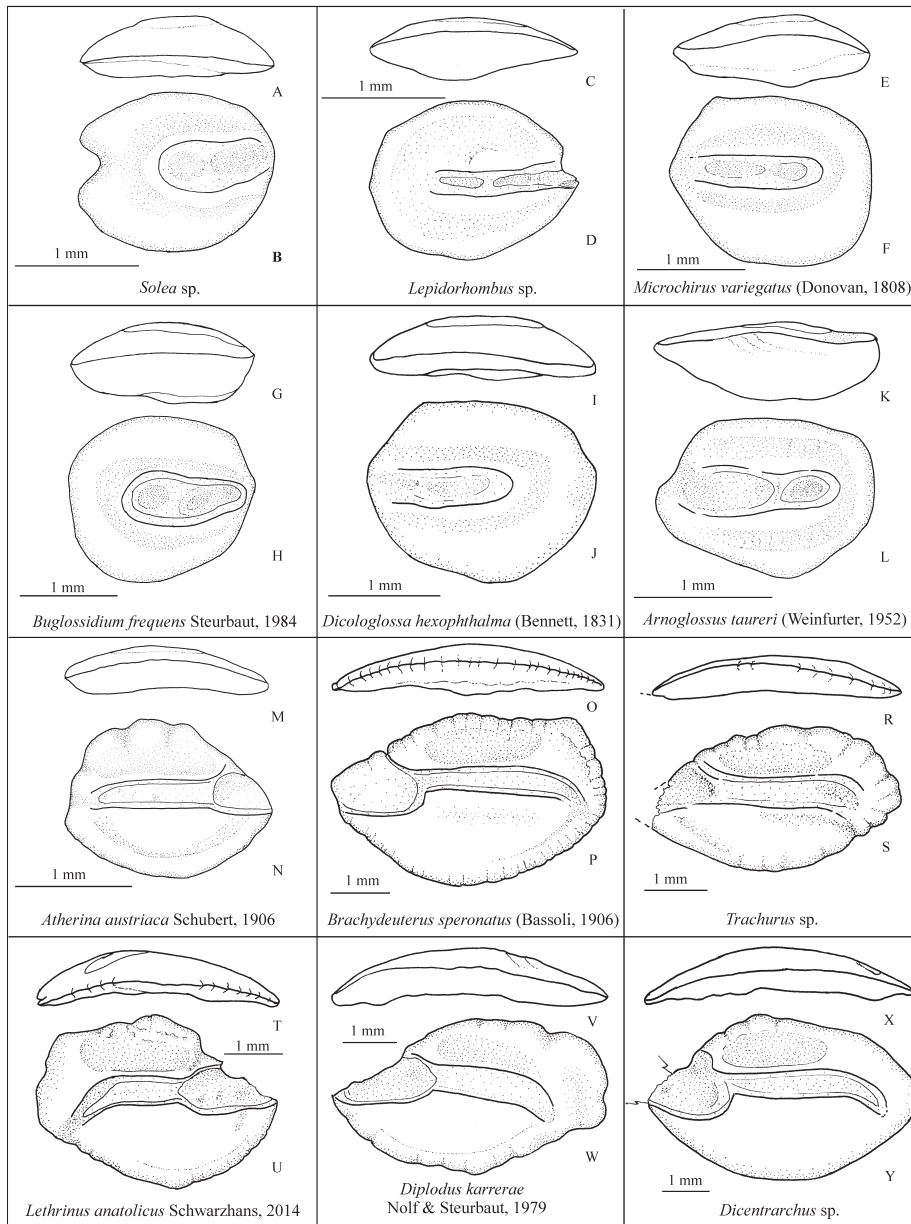 A
B
1 mm
Solea sp.
C
D
1 mm
Lepidorhombus sp.
E
F
1 mm
Microchirus variegatus (Donovan, 1808)
G
H
1 mm
Buglossidium frequens Steurbaut, 1984
I
J
1 mm
Dicologlossa hexophthalma (Bennett, 1831)
K
L
1 mm
Arnoglossus taureri (Weinfurter, 1952)
M
N
1 mm
Atherina austriaca Schubert, 1906
O
P
1 mm
Brachydeuterus speronatus (Bassoli, 1906)
R
S
1 mm
Trachurus sp.
T
1 mm
U
Lethrinus anatolicus Schwarzhans, 2014
V
1 mm
W
Diplodus karrerae
Nolf & Steurbaut, 1979
X
Y
1 mm
Dicentrarchus sp.